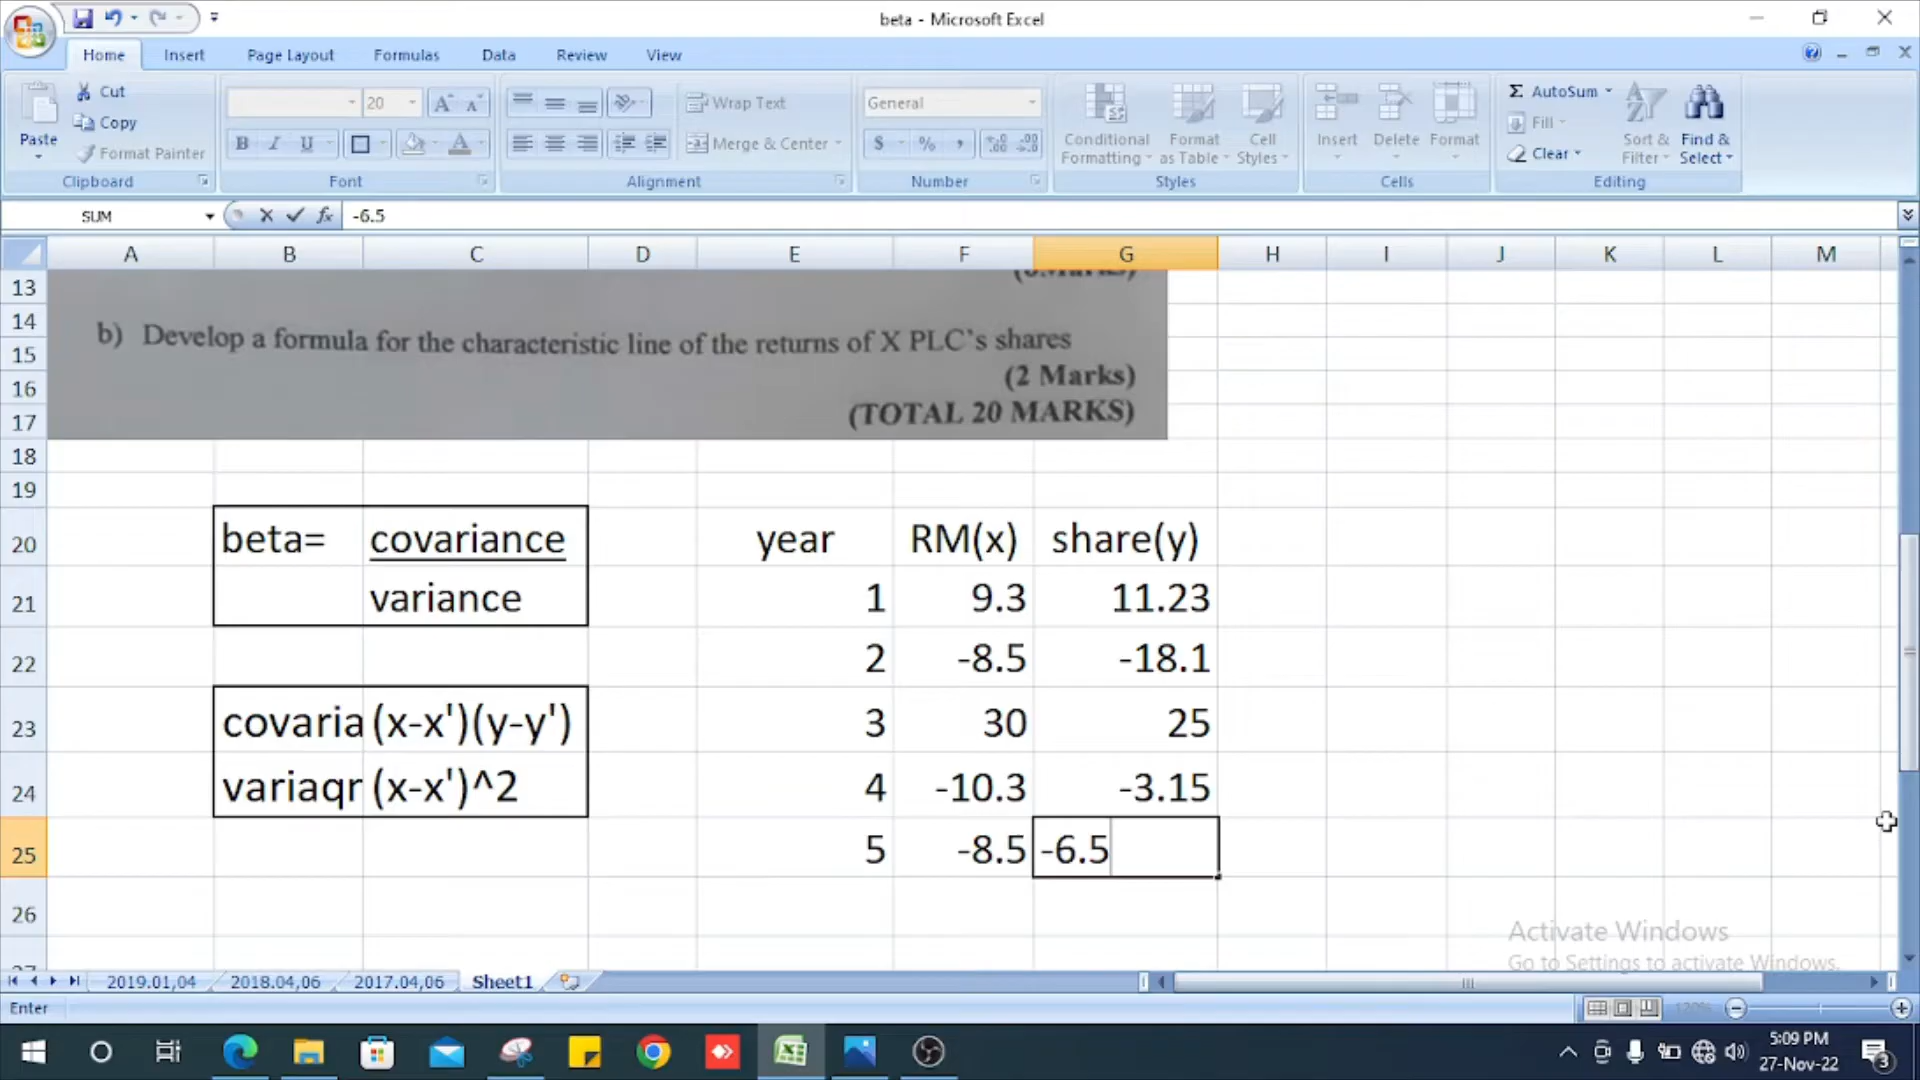 beta - Microsoft Excel
Home Insert Page Layout Formulas Data Review View
Paste
Cut
Copy
Format Painter
Clipboard
20
Font
Wrap Text
Merge & Center
Alignment
General
Number
Conditional Formatting
Format as Table
Cell Styles
Styles
Insert Delete Format
Cells
AutoSum
Fill
Clear
Sort & Filter
Find & Select
Editing
SUM fx -6.5
A B C D E F G H I J K L M
13
14
15
16
17
18
19
b) Develop a formula for the characteristic line of the returns of X PLC's shares
(2 Marks)
(TOTAL 20 MARKS)
20 beta= covariance year RM(x) share(y)
21 variance 1 9.3 11.23
22 2 -8.5 -18.1
23 covaria (x-x')(y-y') 3 30 25
24 variaqr (x-x')^2 4 -10.3 -3.15
25 5 -8.5 -6.5
26
Activate Windows
Go to Settings to activate Windows.
2019.01,04 2018.04,06 2017.04,06 Sheet1
Enter 120%
5:09 PM
27-Nov-22
3